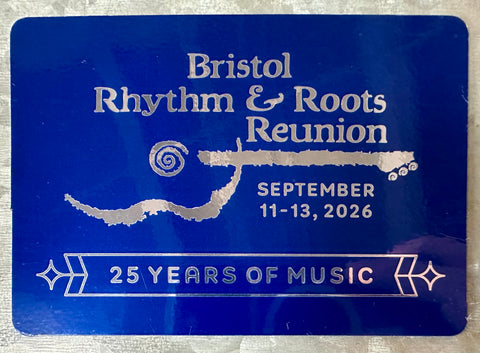 Bristol
Rhythm & Roots
Reunion
SEPTEMBER
11-13, 2026
25 YEARS OF MUSIC